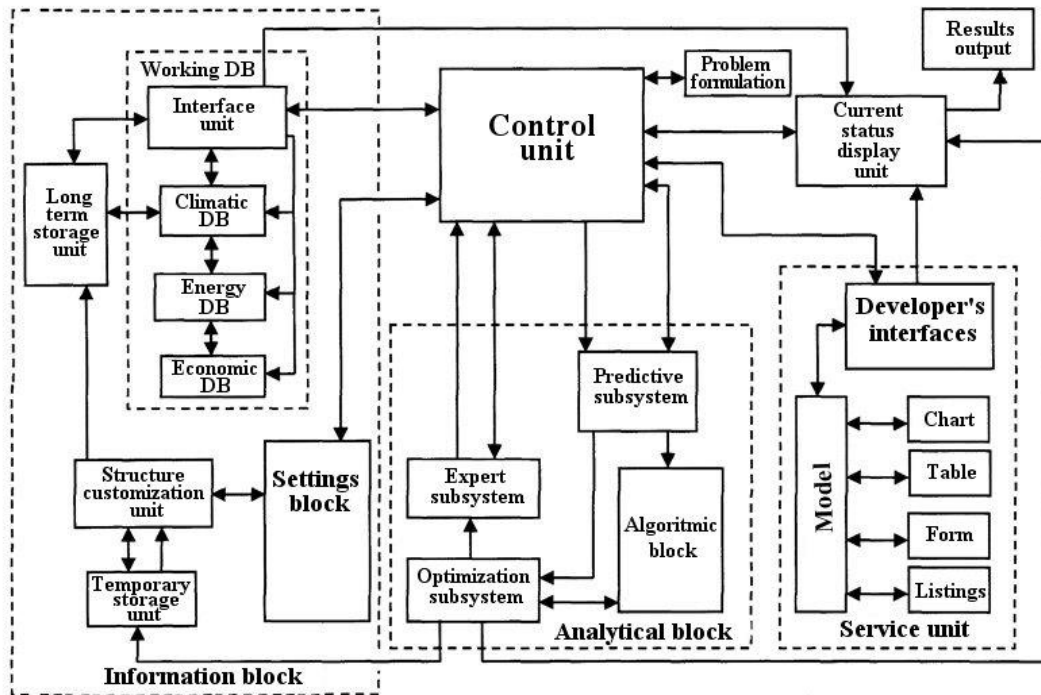 Working DB
Interface
unit
Long
term
storage
unit
Climatic
DB
Energy
DB
Economic
DB
Structure
customization
unit
Temporary
storage
unit
Settings
block
Information block
Control
unit
Problem
formulation
Results
output
Current
status
display
unit
Predictive
subsystem
Expert
subsystem
Algoritmic
block
Optimization
subsystem
Analytical block
Developer's
interfaces
Model
Chart
Table
Form
Listings
Service unit